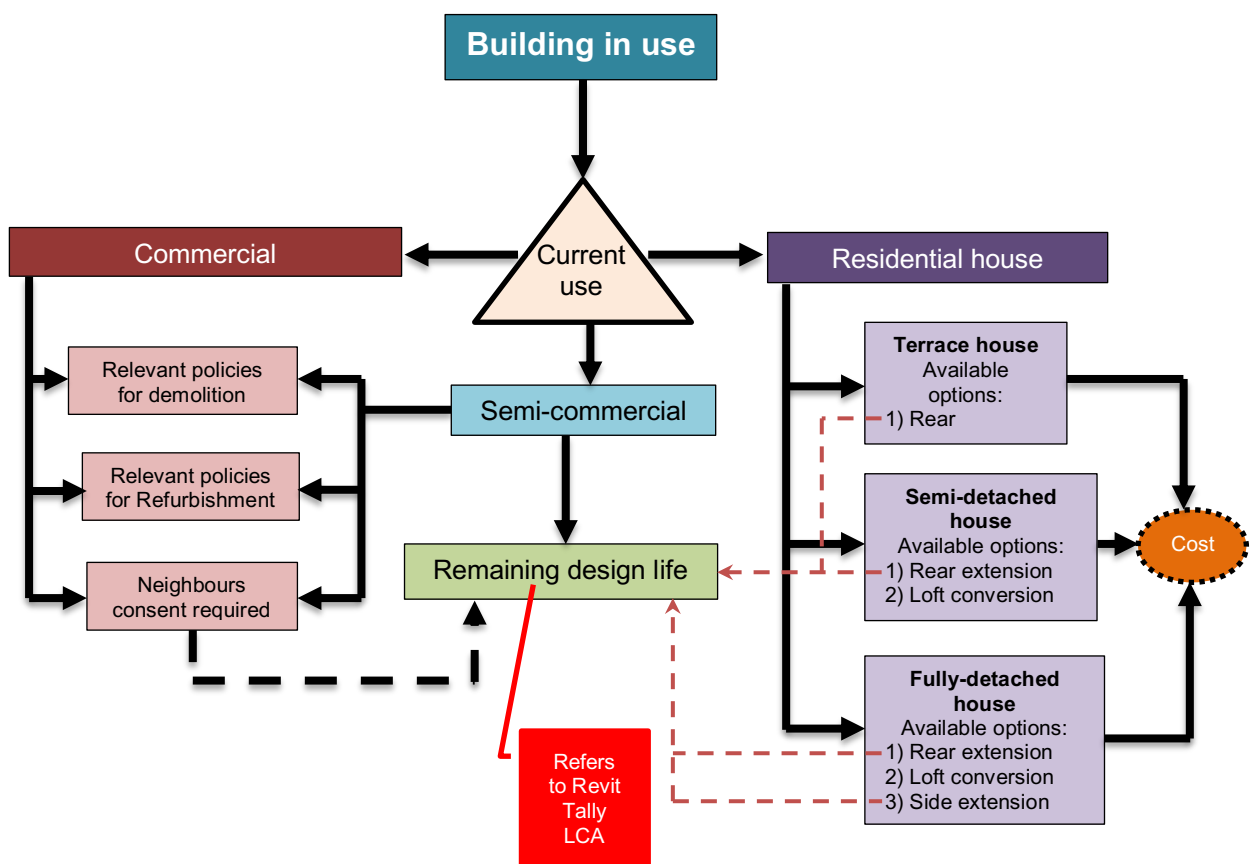 Building in use
Current
use
Commercial
Relevant policies
for demolition
Relevant policies
for Refurbishment
Neighbours
consent required
Semi-commercial
Remaining design life
Refers
to Revit
Tally
LCA
Residential house
Terrace house
Available
options:
1) Rear
Semi-detached
house
Available options:
1) Rear extension
2) Loft conversion
Fully-detached
house
Available options:
1) Rear extension
2) Loft conversion
3) Side extension
Cost